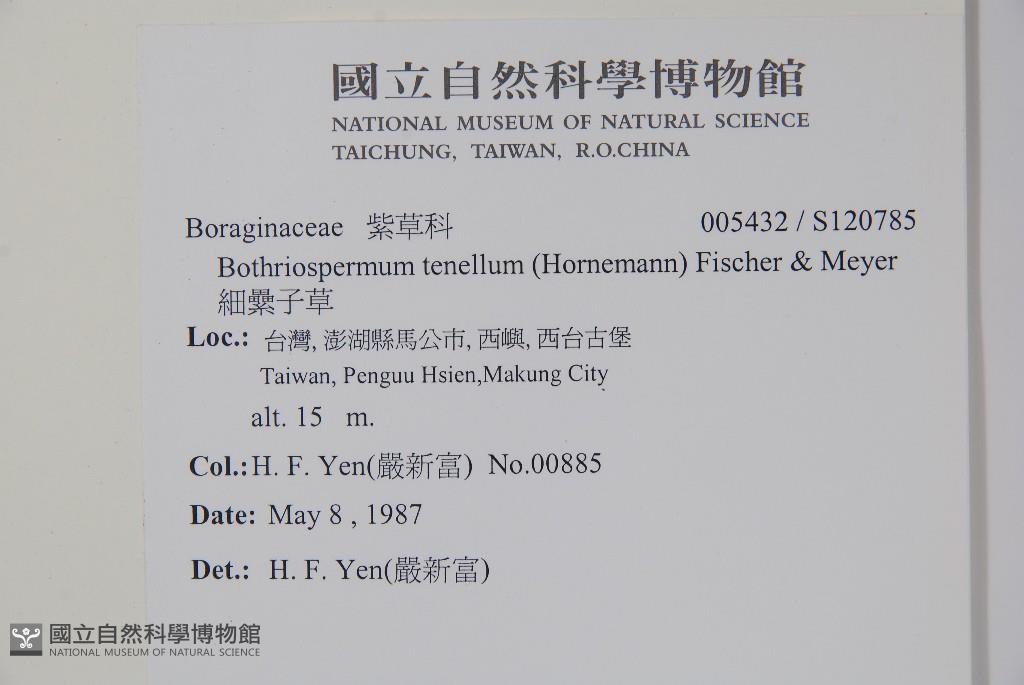 國立自然科學博物館
NATIONAL MUSEUM OF NATURAL SCIENCE
TAICHUNG, TAIWAN, R.O.CHINA
Boraginaceae 紫草科 005432 / S120785
Bothriospermum tenellum (Hornemann) Fischer & Meyer
細纍子草
Loc.: 台灣, 澎湖縣馬公市, 西嶼, 西台古堡
Taiwan, Penguu Hsien,Makung City
alt. 15 m.
Col.:H. F. Yen(嚴新富) No.00885
Date: May 8 , 1987
Det.: H. F. Yen(嚴新富)
國立自然科學博物館
NATIONAL MUSEUM OF NATURAL SCIENCE